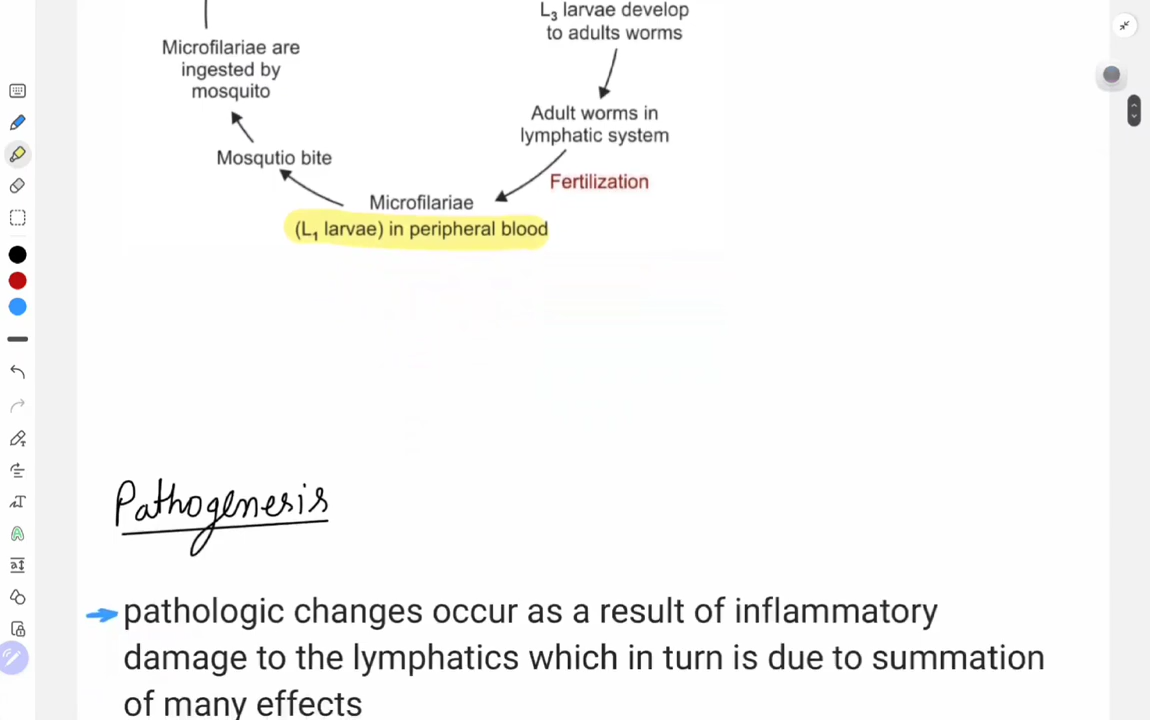 L₃ larvae develop
to adults worms
Microfilariae are
ingested by
mosquito
Adult worms in
lymphatic system
Mosqutio bite
Fertilization
Microfilariae
(L₁ larvae) in peripheral blood
Pathogenesis
pathologic changes occur as a result of inflammatory
damage to the lymphatics which in turn is due to summation
of many effects